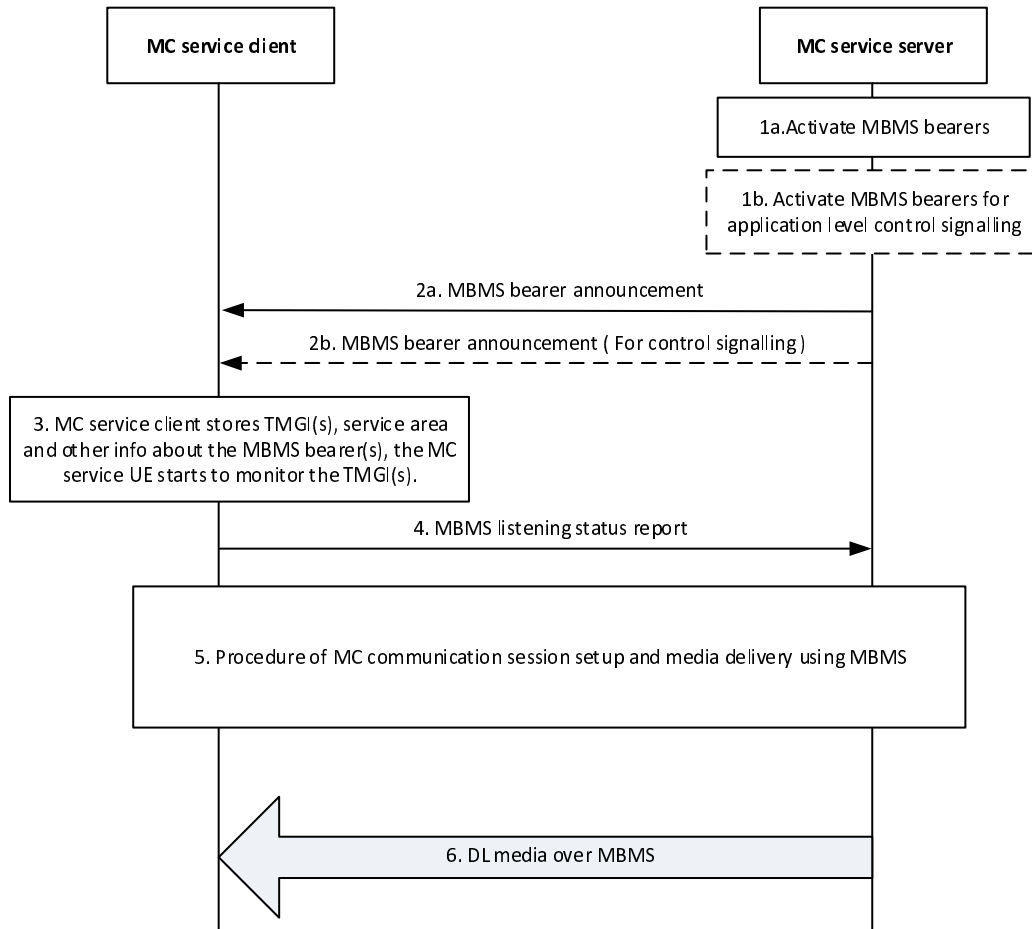 MC service client
MC service server
1a.Activate MBMS bearers
1b. Activate MBMS bearers for
application level control signalling
2a. MBMS bearer announcement
2b. MBMS bearer announcement ( For control signalling )
3. MC service client stores TMGI(s), service area
and other info about the MBMS bearer(s), the MC
service UE starts to monitor the TMGI(s).
4. MBMS listening status report
5. Procedure of MC communication session setup and media delivery using MBMS
6. DL media over MBMS